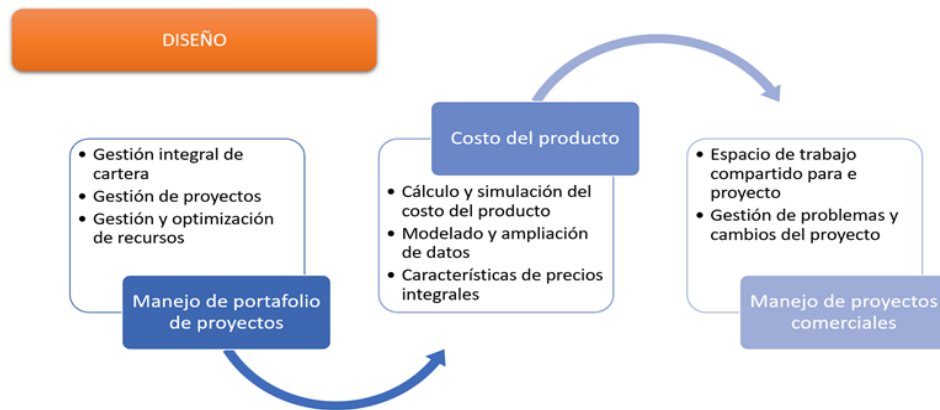 DISEÑO
• Gestión integral de
cartera
• Gestión de proyectos
• Gestión y optimización
de recursos
Manejo de portafolio
de proyectos
Costo del producto
• Cálculo y simulación del
costo del producto
• Modelado y ampliación
de datos
• Características de precios
integrales
• Espacio de trabajo
compartido para e
proyecto
• Gestión de problemas y
cambios del proyecto
Manejo de proyectos
comerciales